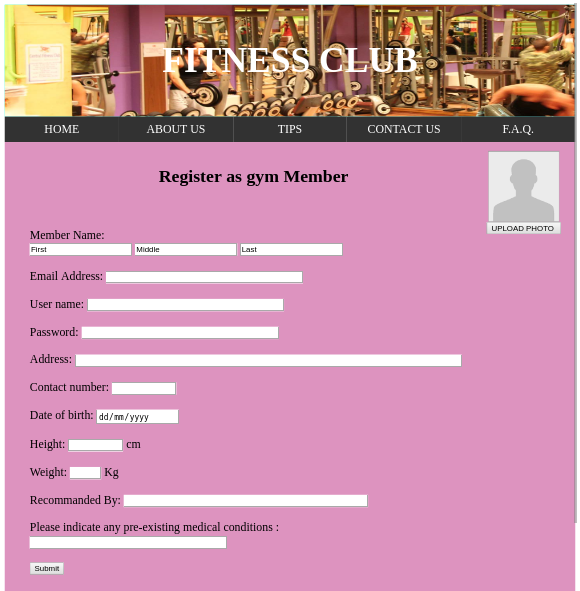 FITNESS CLUB
HOME ABOUT US TIPS CONTACT US F.A.Q.
Register as gym Member
UPLOAD PHOTO
Member Name:
First Middle Last
Email Address:
User name:
Password:
Address:
Contact number:
Date of birth: dd/mm/yyyy
Height: cm
Weight: Kg
Recommanded By:
Please indicate any pre-existing medical conditions :
Submit